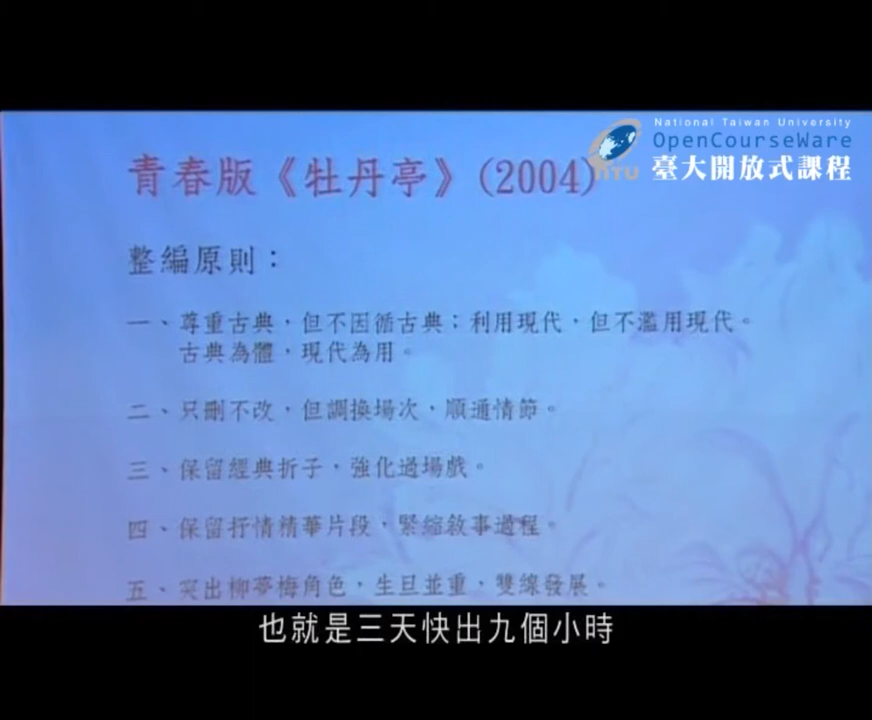 National Taiwan University
OpenCourseWare
NTU
臺大開放式課程
青春版《牡丹亭》(2004)
整編原則：
一、尊重古典，但不因循古典；利用現代，但不濫用現代。
古典為體，現代為用。
二、只刪不改，但調換場次，順通情節。
三、保留經典折子，強化過場戲。
四、保留抒情精華片段，緊縮敘事過程。
五、突出柳夢梅角色，生旦並重，雙線發展。
也就是三天快出九個小時